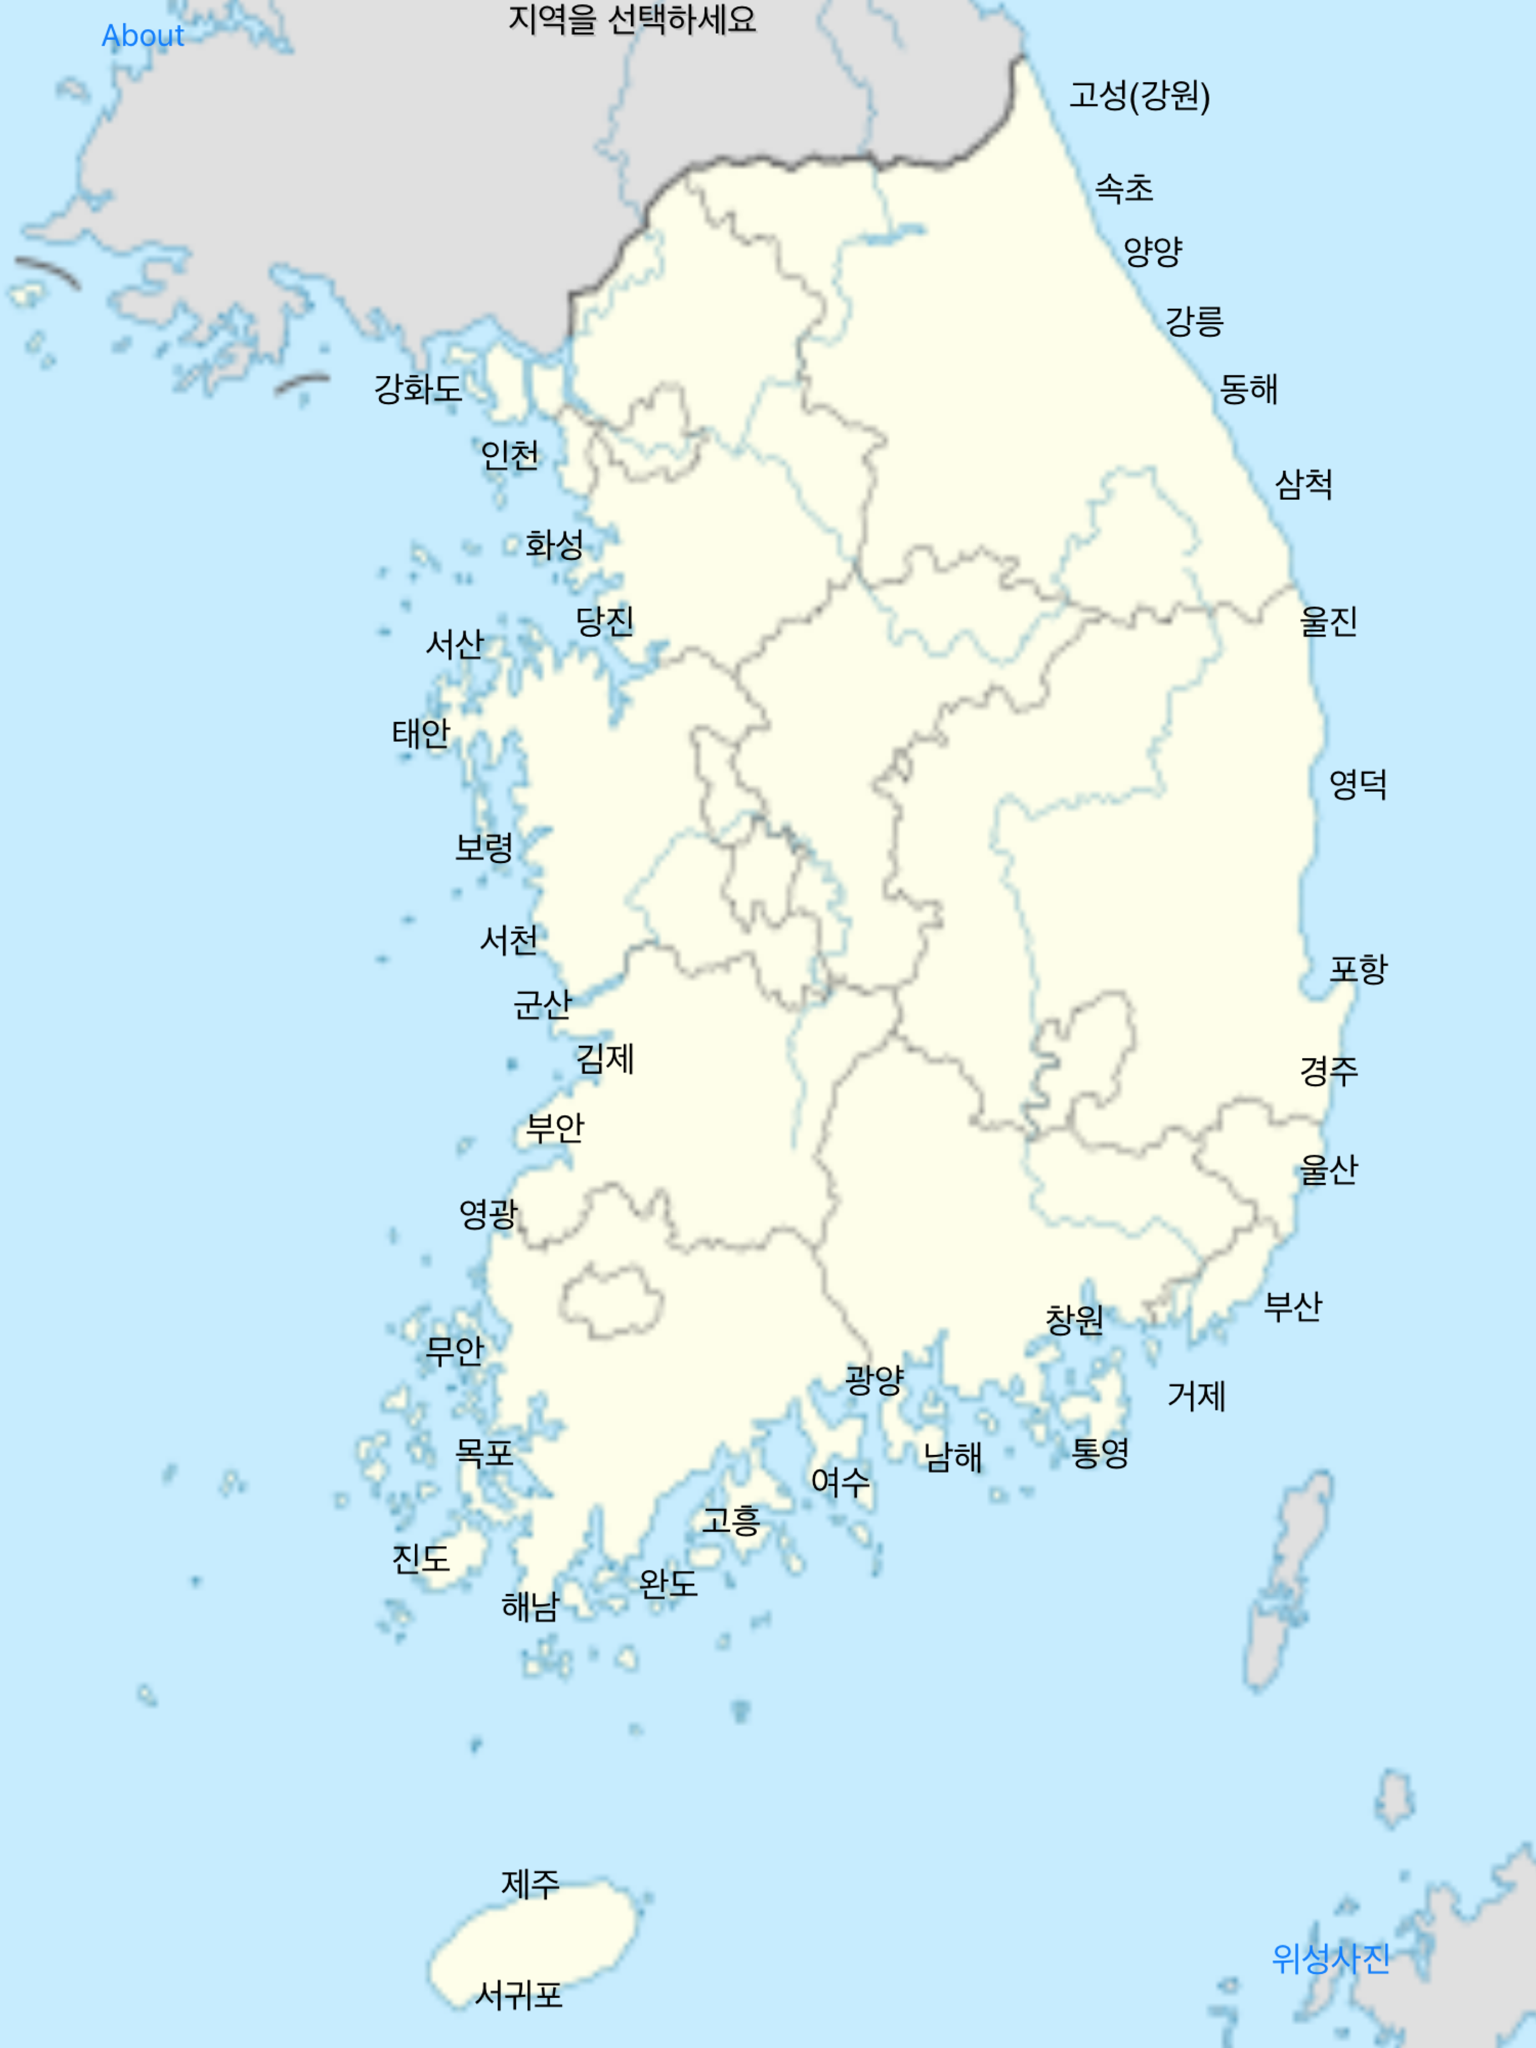 지역을 선택하세요
About
고성(강원)
속초
양양
강릉
강화도
동해
인천
삼척
화성
당진
울진
서산
태안
영덕
보령
서천
포항
군산
김제
경주
부안
울산
영광
부산
창원
무안
광양
거제
목포
남해
통영
여수
고흥
진도
완도
해남
제주
위성사진
서귀포